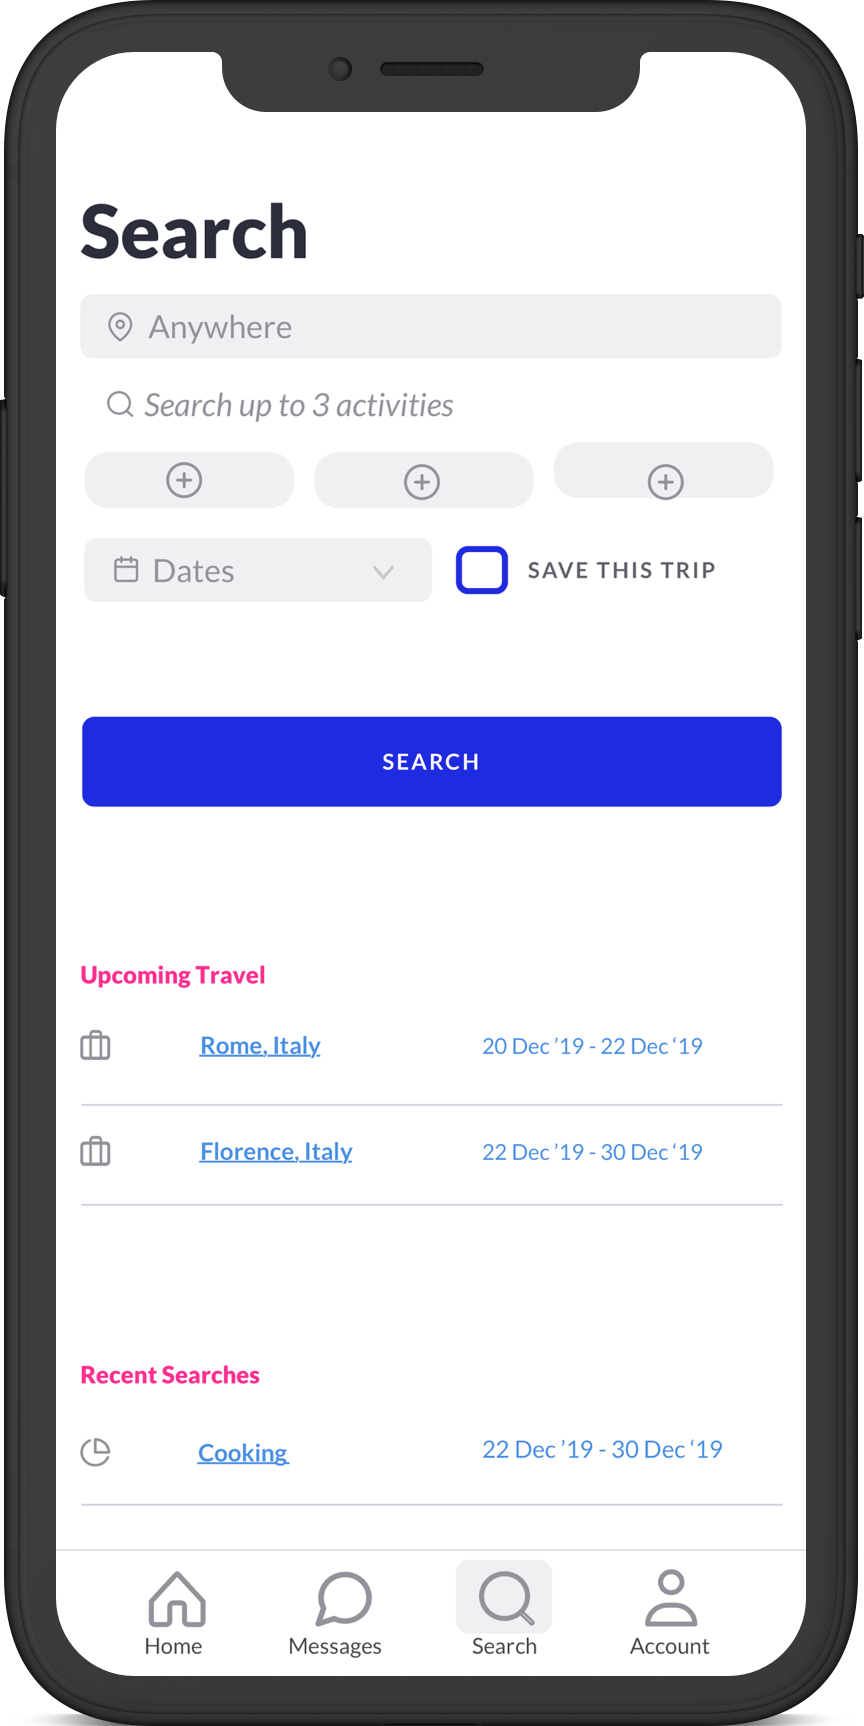 Search
Anywhere
Search up to 3 activities
Dates
SAVE THIS TRIP
SEARCH
Upcoming Travel
Rome, Italy 20 Dec ’19 - 22 Dec ‘19
Florence, Italy 22 Dec ’19 - 30 Dec ‘19
Recent Searches
Cooking 22 Dec ’19 - 30 Dec ‘19
Home Messages Search Account